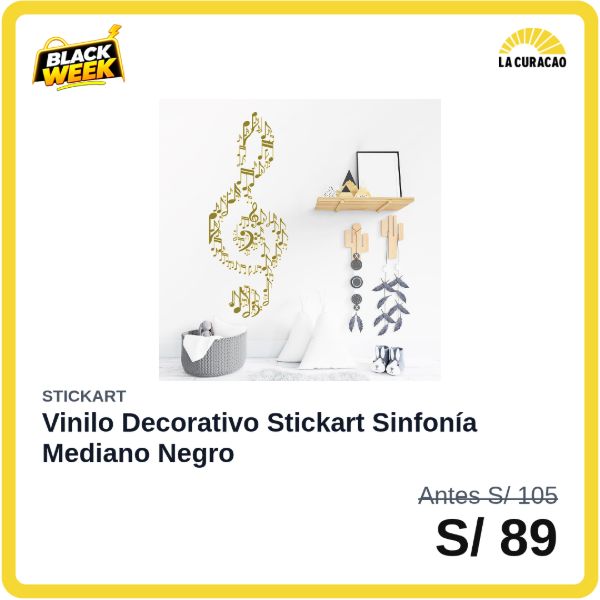 BLACK
WEEK
LA CURACAO
STICKART
Vinilo Decorativo Stickart Sinfonía
Mediano Negro
Antes S/ 105
S/ 89